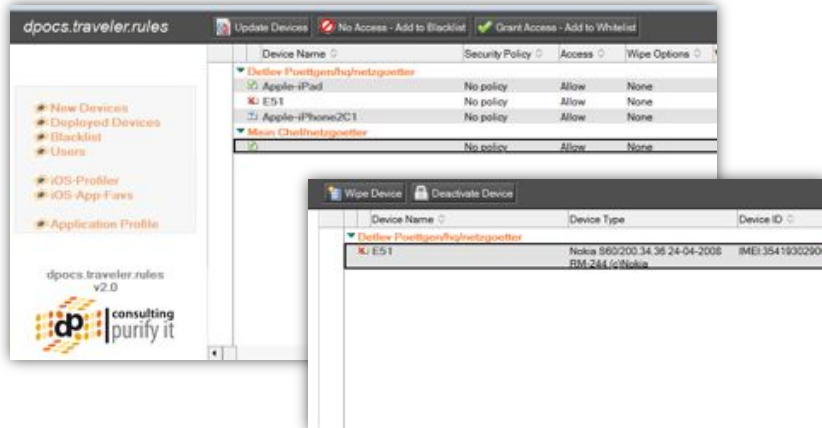 dpocs.traveler.rules
Update Devices No Access - Add to Blacklist Grant Access - Add to Whitelist
Device Name Security Policy Access Wipe Options
Detlev Poettgen/hq/netzgoetter
Apple-iPad No policy Allow None
E51 No policy Allow None
Apple-iPhone2C1 No policy Allow None
Mein Chef/netzgoetter
No policy Allow None
New Devices
Deployed Devices
Blacklist
Users
iOS-Profiler
iOS-App-Favs
Application Profile
dpocs.traveler.rules
v2.0
dp consulting
purify it
Wipe Device Deactivate Device
Device Name Device Type Device ID
Detlev Poettgen/hq/netzgoetter
E51 Nokia S60/200.34.36 24-04-2008 IMEI:3541930290
RM-244 (c)Nokia